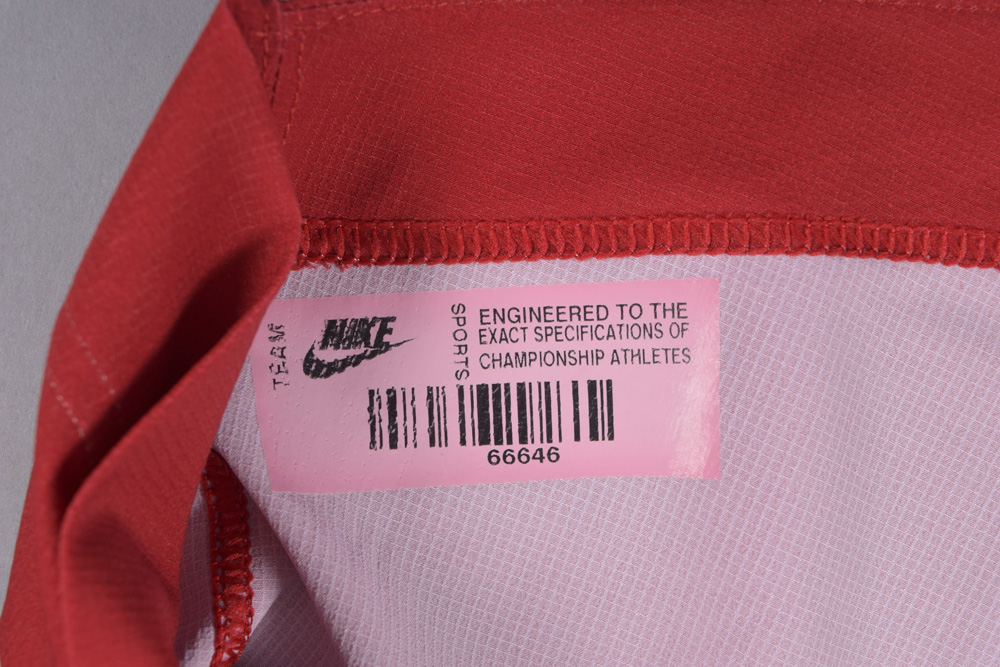 TEAM
NIKE
SPORTS
ENGINEERED TO THE
EXACT SPECIFICATIONS OF
CHAMPIONSHIP ATHLETES
66646